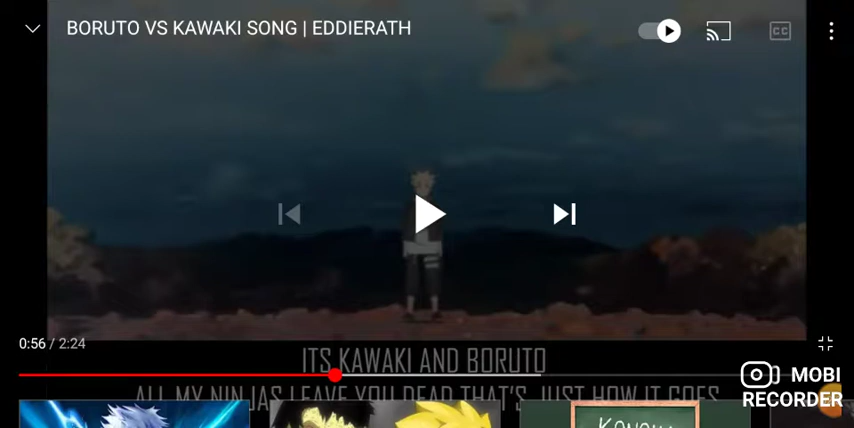 BORUTO VS KAWAKI SONG | EDDIERATH
CC
0:56 / 2:24
ITS KAWAKI AND BORUTO
ALL MY NINJAS LEAVE YOU DEAD THAT'S JUST HOW IT GOES
MOBI
RECORDER